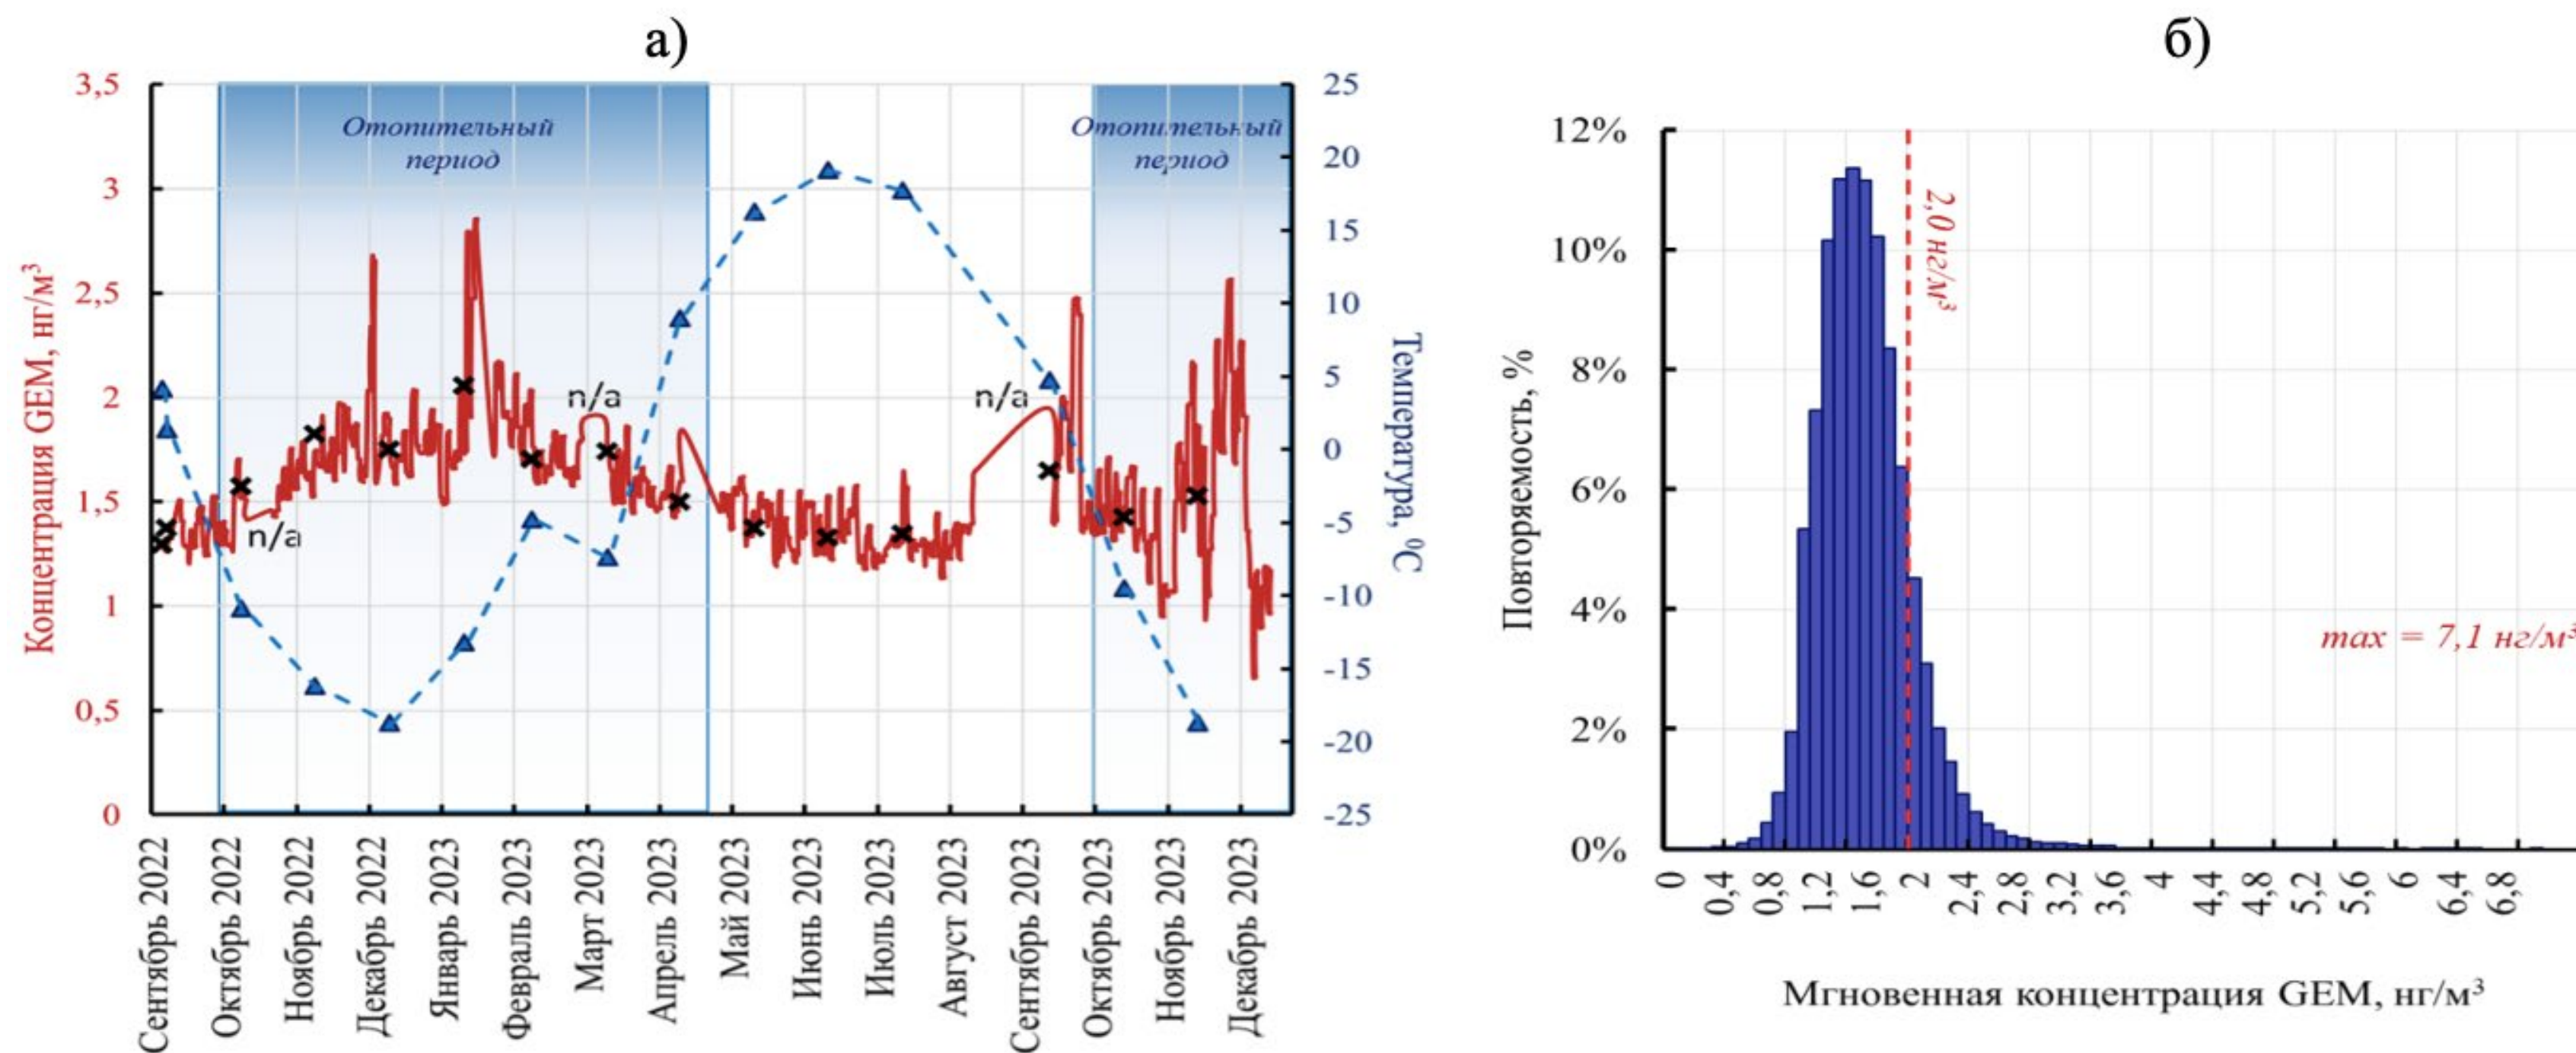 а)
Концентрация GEM, нг/м³
3,5
3
2,5
2
1,5
1
0,5
0
Отопительный
период
Отопительный
период
n/a
n/a
n/a
25
20
15
10
5
0
-5
-10
-15
-20
-25
Температура, ⁰C
Сентябрь 2022
Октябрь 2022
Ноябрь 2022
Декабрь 2022
Январь 2023
Февраль 2023
Март 2023
Апрель 2023
Май 2023
Июнь 2023
Июль 2023
Август 2023
Сентябрь 2023
Октябрь 2023
Ноябрь 2023
Декабрь 2023
б)
Повторяемость, %
12%
10%
8%
6%
4%
2%
0%
2,0 нг/м³
max = 7,1 нг/м³
0
0,4
0,8
1,2
1,6
2
2,4
2,8
3,2
3,6
4
4,4
4,8
5,2
5,6
6
6,4
6,8
Мгновенная концентрация GEM, нг/м³